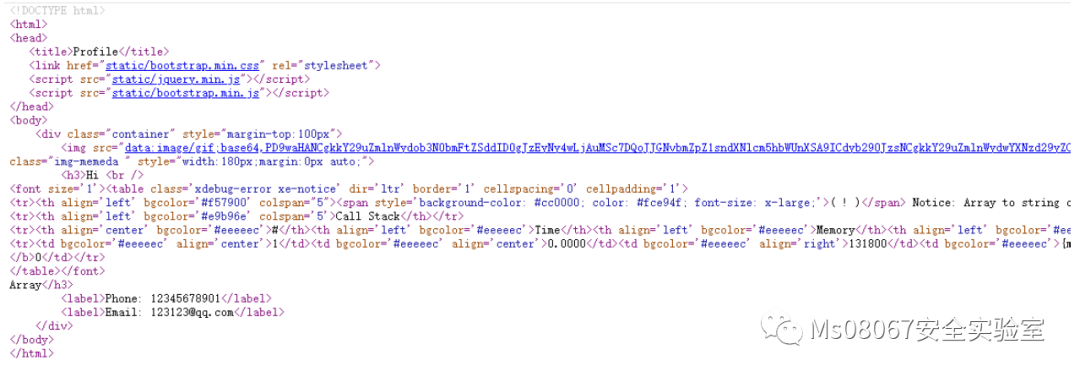 <!DOCTYPE html>
<html>
<head>
<title>Profile</title>
<link href="static/bootstrap.min.css" rel="stylesheet">
<script src="static/jquery.min.js"></script>
<script src="static/bootstrap.min.js"></script>
</head>
<body>
<div class="container" style="margin-top:100px">
<img src="data:image/gif;base64,
class="img-memeda " style="width:180px;margin:0px auto;">
<h3>Hi <br />
<font size='1'><table class='xdebug-error xe-notice' dir='ltr' border='1' cellspacing='0' cellpadding='1'>
<tr><th align='left' bgcolor='#f57900' colspan="5"><span style='background-color: #cc0000; color: #fce94f; font-size: x-large;'>( ! )</span> Notice: Array to string c
<tr><th align='left' bgcolor='#e9b96e' colspan='5'>Call Stack</th></tr>
<tr><th align='center' bgcolor='#eeeeec'>#</th><th align='left' bgcolor='#eeeeec'>Time</th><th align='left' bgcolor='#eeeeec'>Memory</th><th align='left' bgcolor='#ee
<tr><td bgcolor='#eeeeec' align='center'>1</td><td bgcolor='#eeeeec' align='center'>0.0000</td><td bgcolor='#eeeeec' align='right'>131800</td><td bgcolor='#eeeeec'>{m
</b>0</td></tr>
</table></font>
Array</h3>
<label>Phone: 12345678901</label>
<label>Email: 123123@qq.com</label>
</div>
</body>
</html>
Ms08067安全实验室